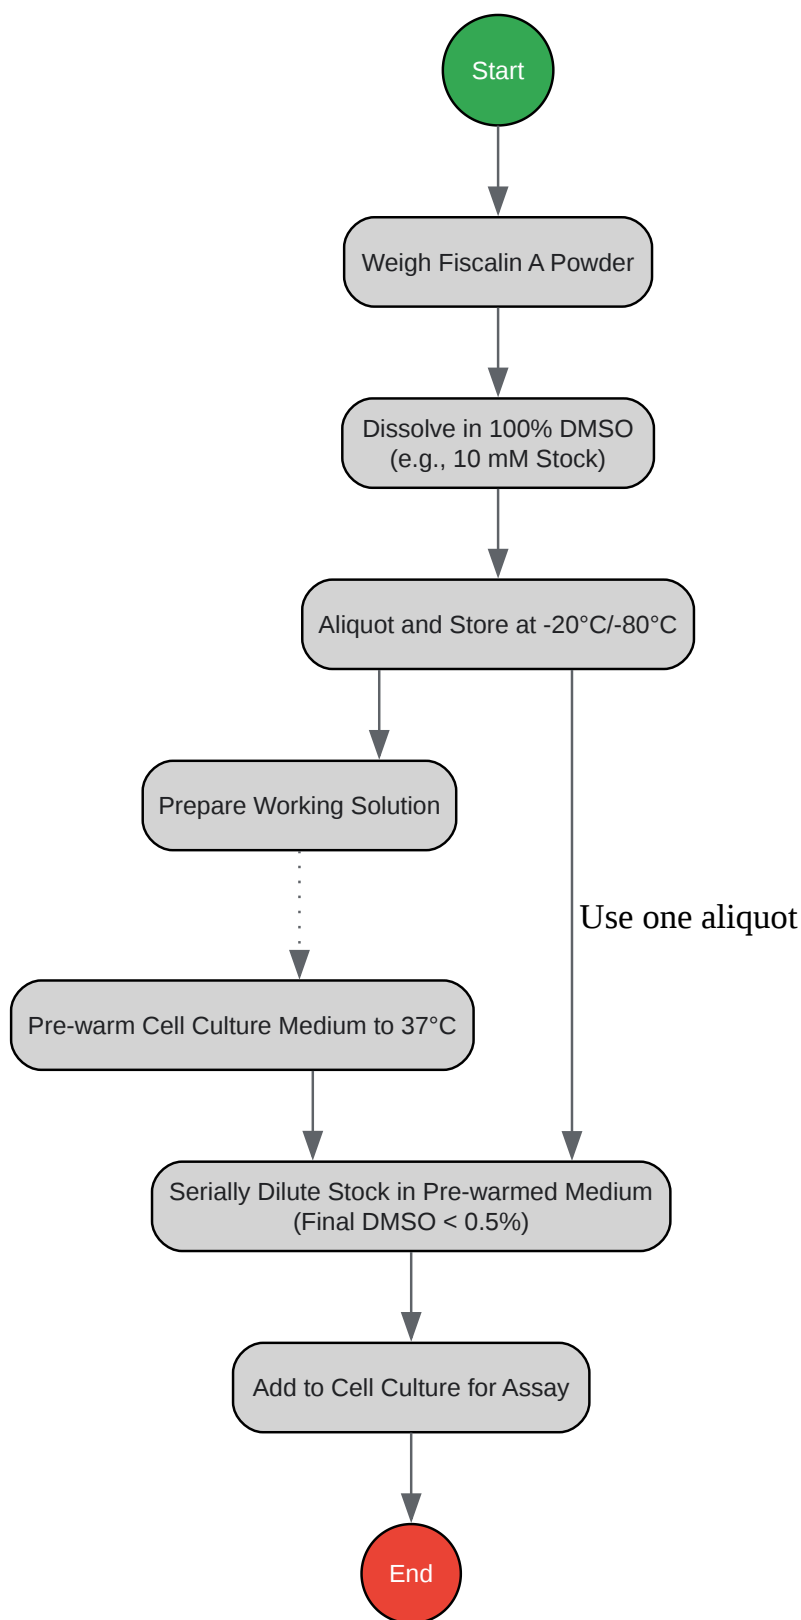 Start
Weigh Fiscalin A Powder
Dissolve in 100% DMSO
(e.g., 10 mM Stock)
Aliquot and Store at -20°C/-80°C
Prepare Working Solution
Use one aliquot
Pre-warm Cell Culture Medium to 37°C
Serially Dilute Stock in Pre-warmed Medium
(Final DMSO < 0.5%)
Add to Cell Culture for Assay
End